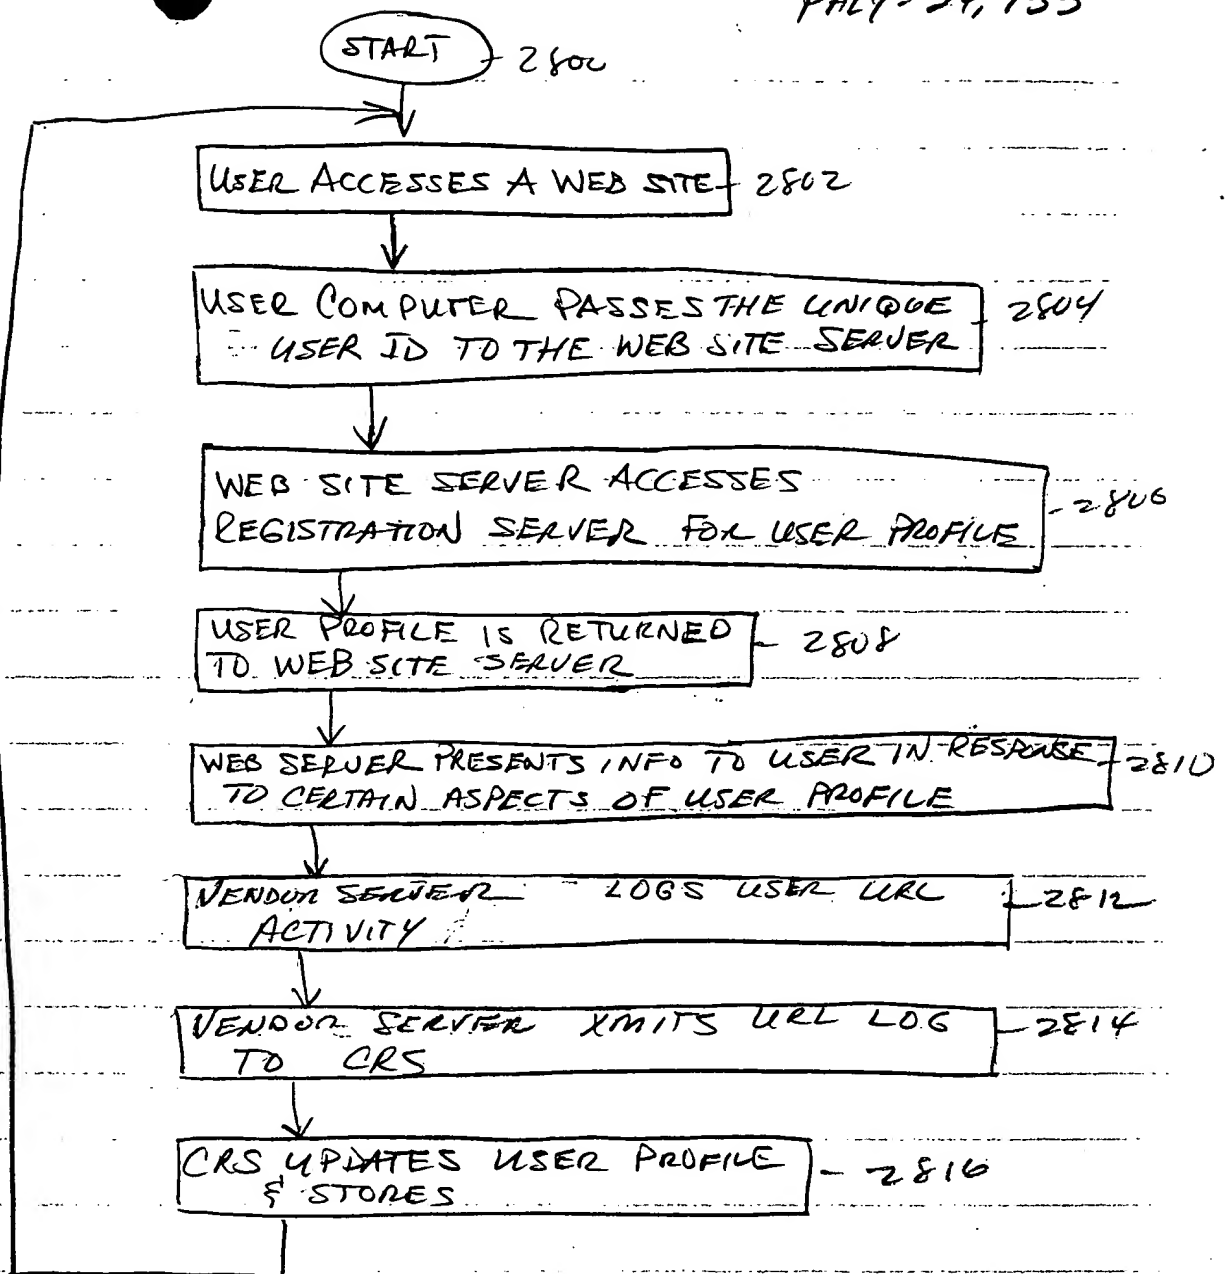 PHLY-24,733
START 2800
USER ACCESSES A WEB SITE 2802
USER COMPUTER PASSES THE UNIQUE 2804
USER ID TO THE WEB SITE SERVER
WEB SITE SERVER ACCESSES
REGISTRATION SERVER FOR USER PROFILE 2806
USER PROFILE IS RETURNED 2808
TO WEB SITE SERVER
WEB SERVER PRESENTS INFO TO USER IN RESPONSE 2810
TO CERTAIN ASPECTS OF USER PROFILE
VENDOR SERVER LOGS USER URL 2812
ACTIVITY
VENDOR SERVER XMITS URL LOG 2814
TO CRS
CRS UPDATES USER PROFILE 2816
& STORES